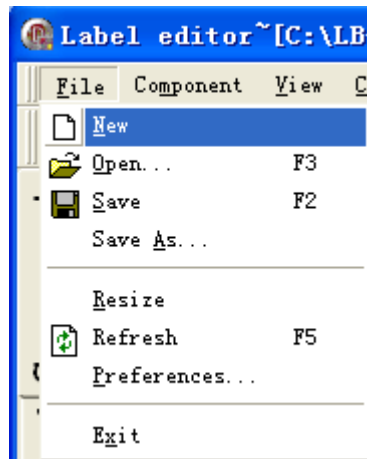 Label editor~[C:\LB
File Component View C
New
Open... F3
Save F2
Save As...
Resize
Refresh F5
Preferences...
Exit